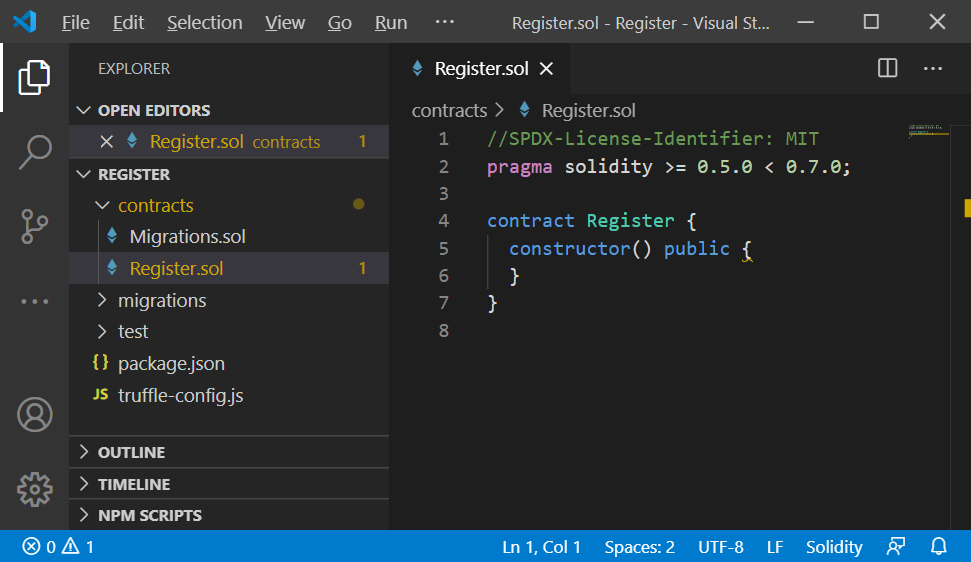 File Edit Selection View Go Run ··· Register.sol - Register - Visual St...
EXPLORER
OPEN EDITORS
Register.sol contracts 1
REGISTER
contracts
Migrations.sol
Register.sol 1
migrations
test
{} package.json
JS truffle-config.js
OUTLINE
TIMELINE
NPM SCRIPTS
Register.sol
contracts > Register.sol
1 //SPDX-License-Identifier: MIT
2 pragma solidity >= 0.5.0 < 0.7.0;
3
4 contract Register {
5 constructor() public {
6 }
7 }
8
0 1 Ln 1, Col 1 Spaces: 2 UTF-8 LF Solidity